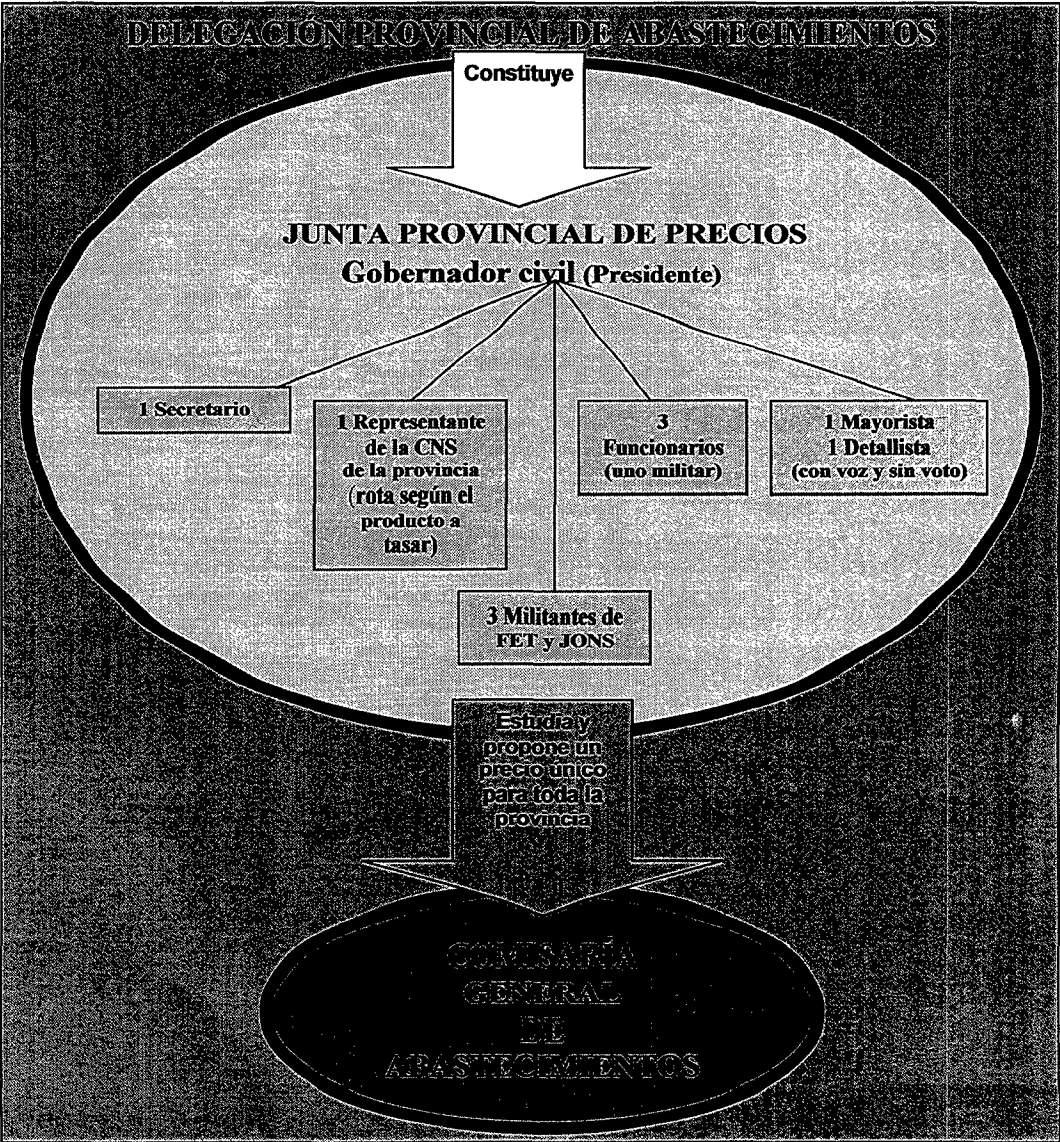 DELEGACIÓN PROVINCIAL DE ABASTECIMIENTOS
Constituye
JUNTA PROVINCIAL DE PRECIOS
Gobernador civil (Presidente)
1 Secretario
1 Representante
de la CNS
de la provincia
(rota según el
producto a
tasar)
3
Funcionarios
(uno militar)
1 Mayorista
1 Detallista
(con voz y sin voto)
3 Militantes de
FET y JONS
Estudia y
propone un
precio único
para toda la
provincia
COMISARÍA
GENERAL
DE
ABASTECIMIENTOS